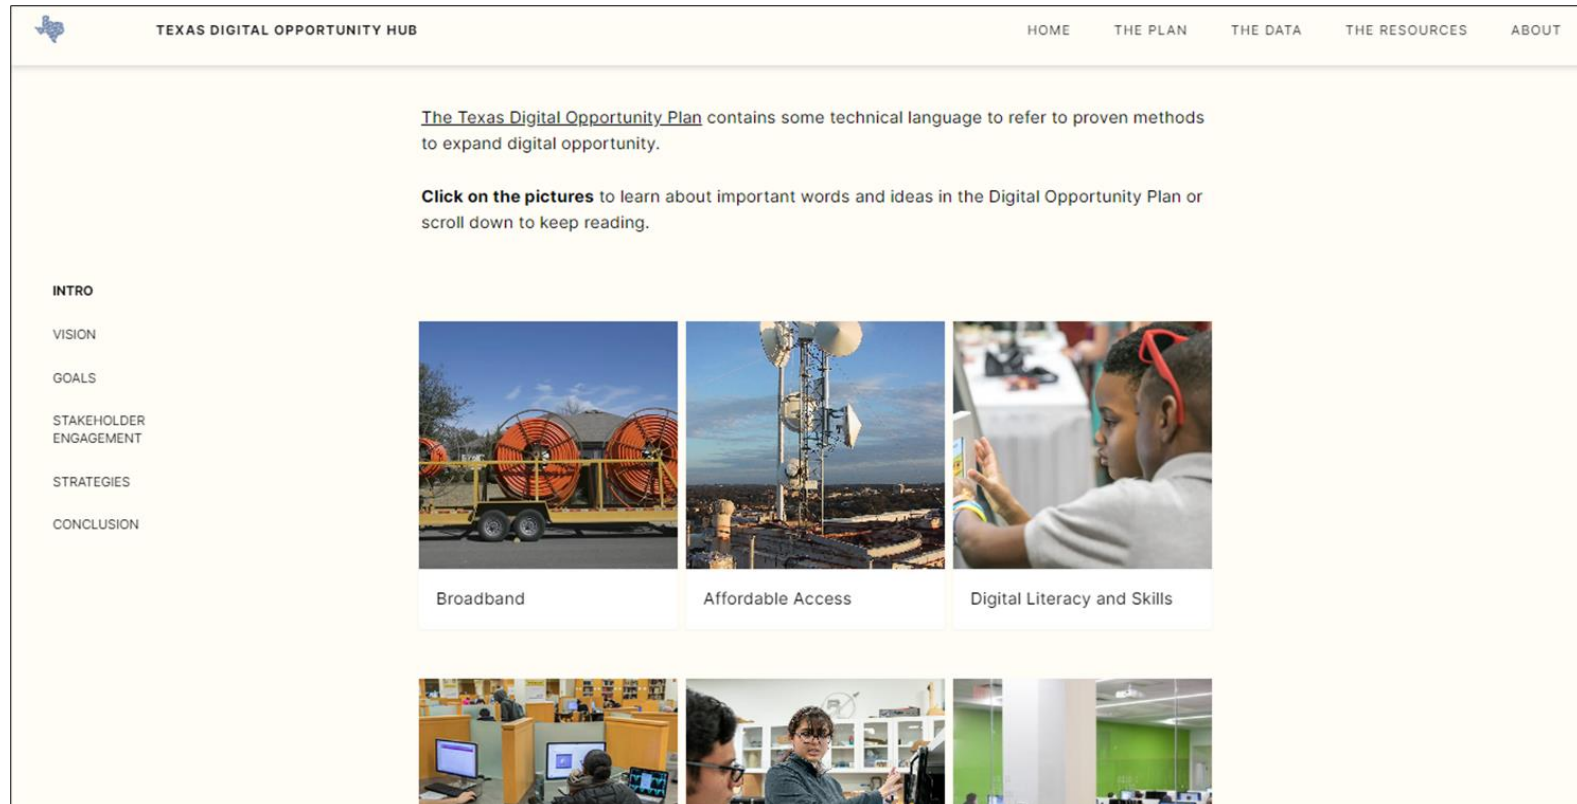 TEXAS DIGITAL OPPORTUNITY HUB
HOME
THE PLAN
THE DATA
THE RESOURCES
ABOUT
The Texas Digital Opportunity Plan contains some technical language to refer to proven methods
to expand digital opportunity.
Click on the pictures to learn about important words and ideas in the Digital Opportunity Plan or
scroll down to keep reading.
INTRO
VISION
GOALS
STAKEHOLDER
ENGAGEMENT
STRATEGIES
CONCLUSION
Broadband
Affordable Access
Digital Literacy and Skills